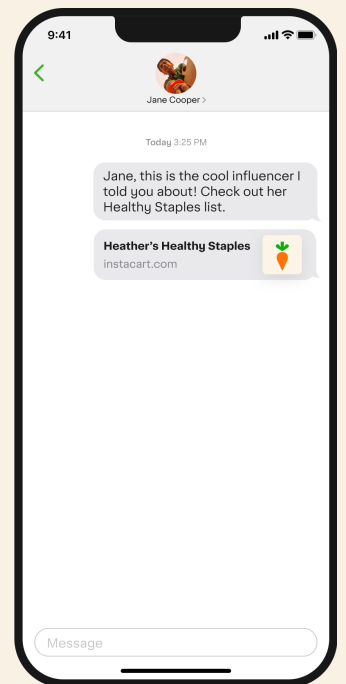 9:41
Jane Cooper >
Today 3:25 PM
Jane, this is the cool influencer I
told you about! Check out her
Healthy Staples list.
Heather’s Healthy Staples
instacart.com
Message